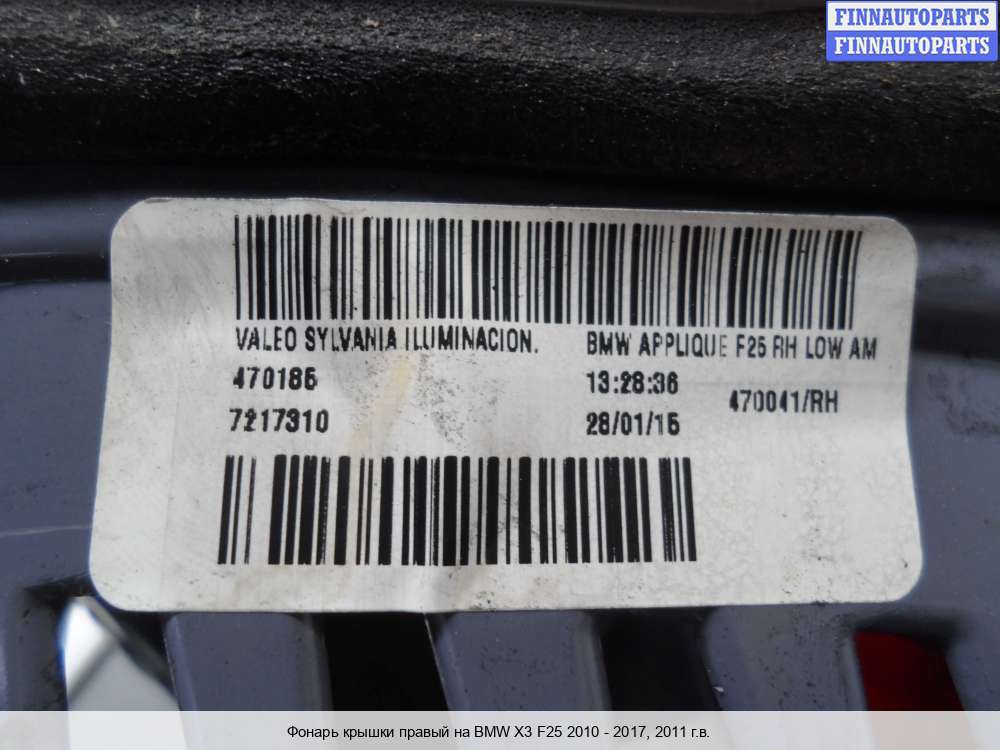 FINNAUTOPARTS
FINNAUTOPARTS
VALEO SYLVANIA ILUMINACION.
BMW APPLIQUE F25 RH LOW AM
470185
13:28:36
470041/RH
7217310
28/01/15
Фонарь крышки правый на BMW X3 F25 2010 - 2017, 2011 г.в.